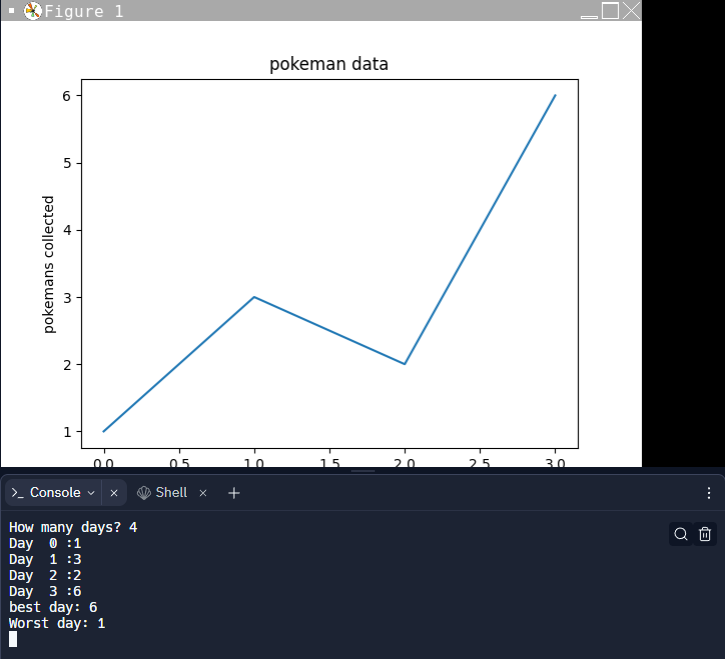 Figure 1
pokeman data
6
5
4
3
2
1
pokemans collected
0.0 0.5 1.0 1.5 2.0 2.5 3.0
>_ Console Shell
How many days? 4
Day  0 :1
Day  1 :3
Day  2 :2
Day  3 :6
best day: 6
Worst day: 1